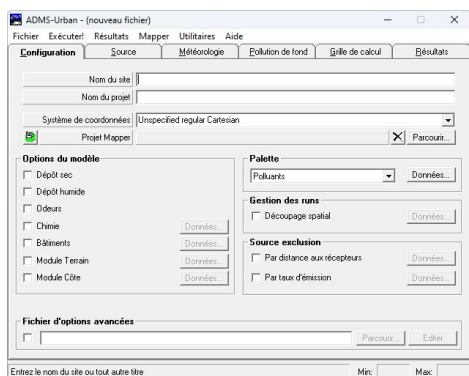 ADMS-Urban - (nouveau fichier)
Fichier Exécuter! Résultats Mapper Utilitaires Aide
Configuration Source Météorologie Pollution de fond Grille de calcul Résultats
Nom du site
Nom du projet
Système de coordonnées Unspecified regular Cartesian
Projet Mapper Parcourir...
Options du modèle
Dépôt sec
Dépôt humide
Odeurs
Chimie Données...
Bâtiments Données...
Module Terrain Données...
Module Côte Données...
Palette
Polluants Données...
Gestion des runs
Découpage spatial Données...
Source exclusion
Par distance aux récepteurs Données...
Par taux d'émission Données...
Fichier d'options avancées
Parcourir... Editer
Entrez le nom du site ou tout autre titre Min: Max: